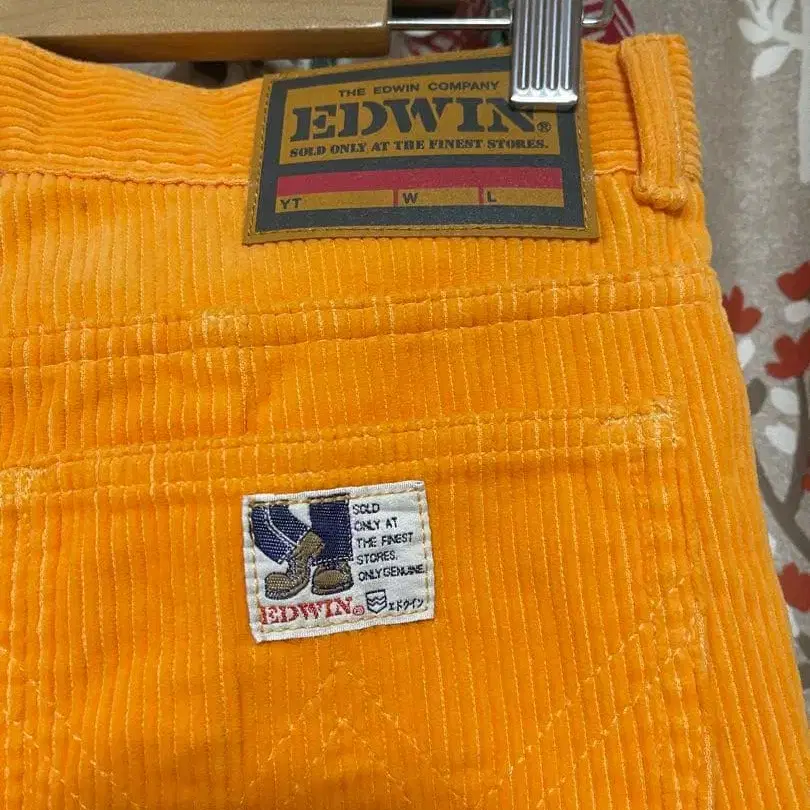 THE EDWIN COMPANY
EDWIN®
SOLD ONLY AT THE FINEST STORES.
YT W L
SOLD
ONLY AT
THE FINEST
STORES.
ONLY GENUINE.
EDWIN® エドウイン